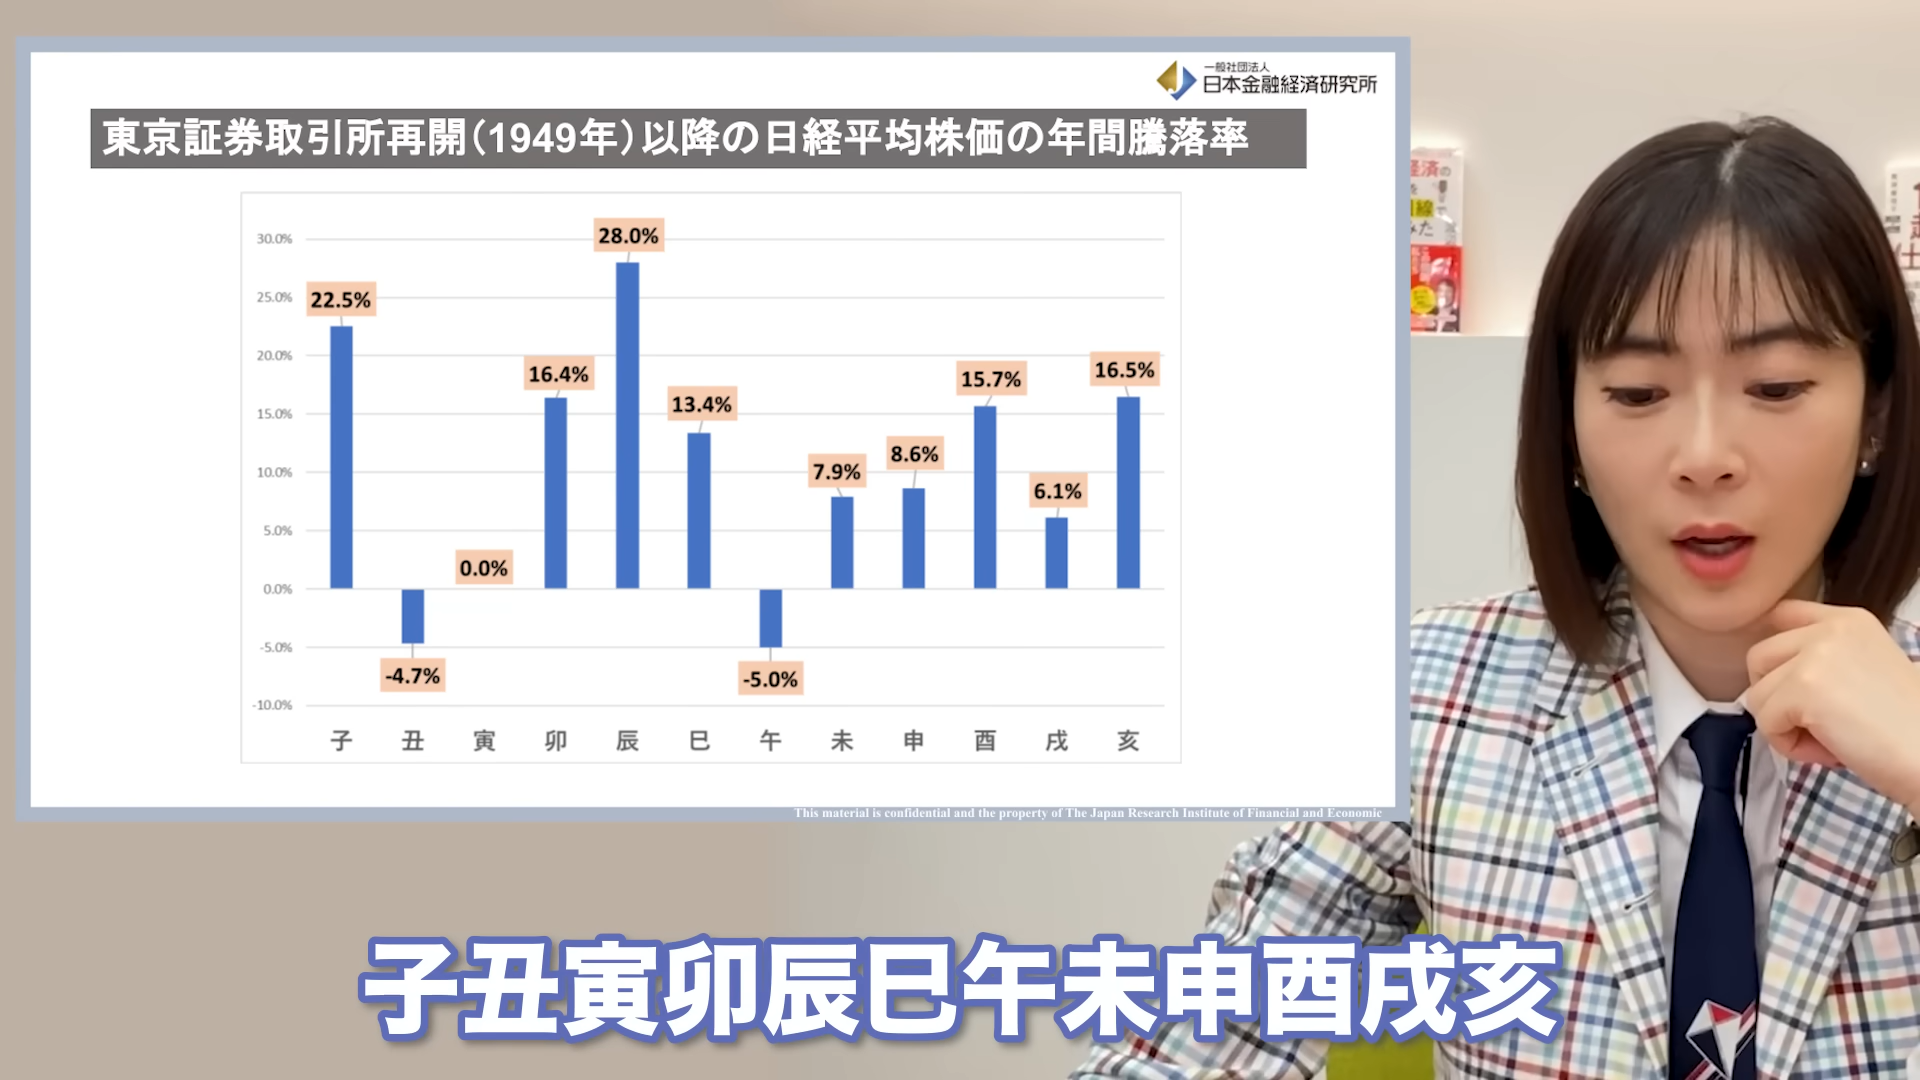 一般社団法人
日本金融経済研究所
東京証券取引所再開（1949年）以降の日経平均株価の年間騰落率
30.0%
25.0%
20.0%
15.0%
10.0%
5.0%
0.0%
-5.0%
-10.0%
22.5%
-4.7%
0.0%
16.4%
28.0%
13.4%
-5.0%
7.9%
8.6%
15.7%
6.1%
16.5%
子 丑 寅 卯 辰 巳 午 未 申 酉 戌 亥
This material is confidential and the property of The Japan Research Institute of Financial and Economic
経済の
線
子丑寅卯辰巳午未申酉戌亥